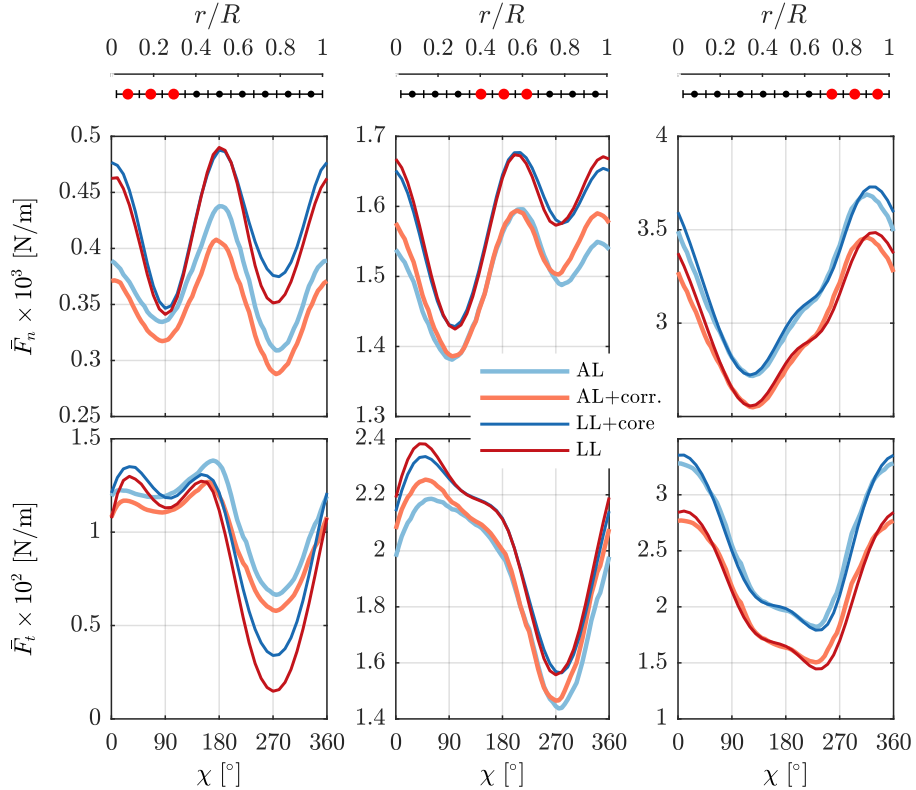 r/R r/R r/R
0 0.2 0.4 0.6 0.8 1 0 0.2 0.4 0.6 0.8 1 0 0.2 0.4 0.6 0.8 1
0.5 1.7 4
0.45 1.6 3.5
0.4
F̄n × 10³ [N/m] 0.35 1.5 3
0.3 1.4
0.25 1.3 2.5
AL
AL+corr.
LL+core
LL
1.5 2.4 3
1 2.2 2.5
F̄t × 10² [N/m] 2 2
0.5 1.8 1.5
1.6
0 1.4 1
0 90 180 270 360 0 90 180 270 360 0 90 180 270 360
χ [°] χ [°] χ [°]